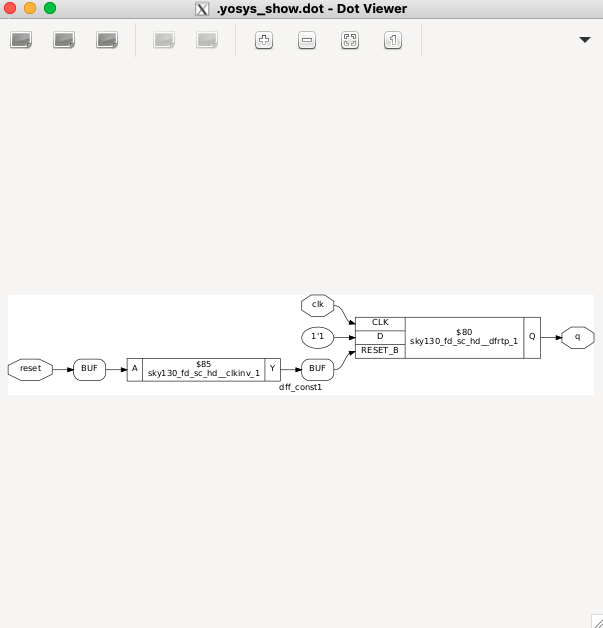 .yosys_show.dot - Dot Viewer
clk
CLK
1'1
D
$80
sky130_fd_sc_hd__dfrtp_1
Q
q
RESET_B
reset
BUF
A
$85
sky130_fd_sc_hd__clkinv_1
Y
BUF
dff_const1